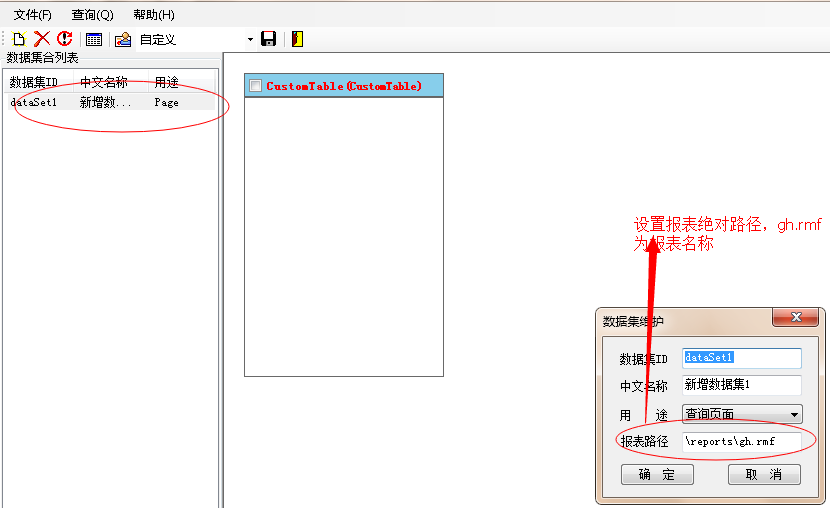 文件(F) 查询(Q) 帮助(H)
自定义
数据集合列表
数据集ID 中文名称 用途
dataSet1 新增数... Page
CustomTable(CustomTable)
设置报表绝对路径，gh.rmf
为报表名称
数据集维护
数据集ID dataSet1
中文名称 新增数据集1
用 途 查询页面
报表路径 \reports\gh.rmf
确 定 取 消